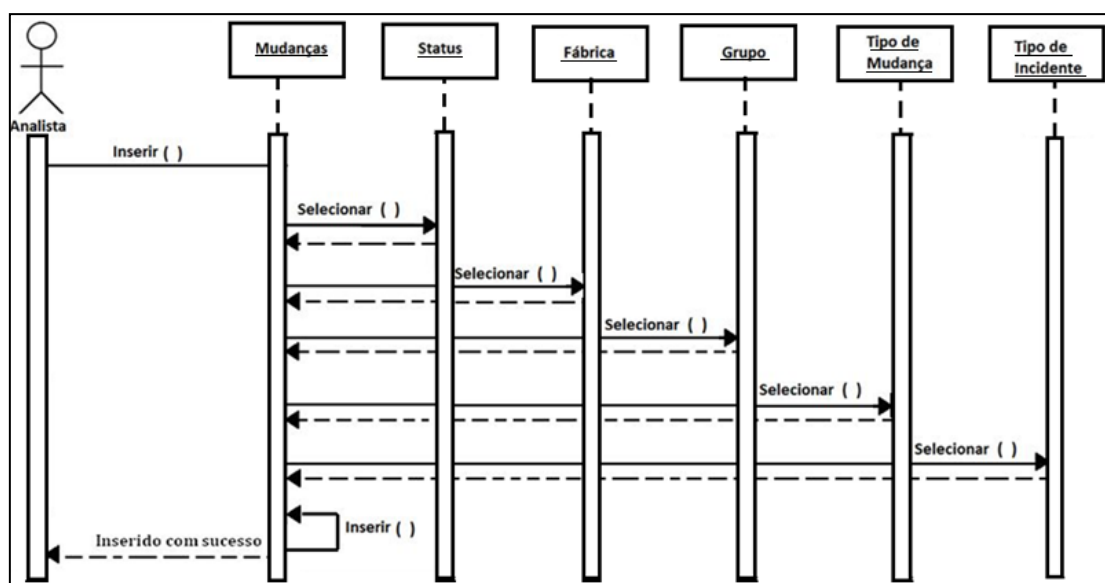 Mudanças
Status
Fábrica
Grupo
Tipo de
Mudança
Tipo de
Incidente
Analista
Inserir ( )
Selecionar ( )
Selecionar ( )
Selecionar ( )
Selecionar ( )
Selecionar ( )
Inserir ( )
Inserido com sucesso